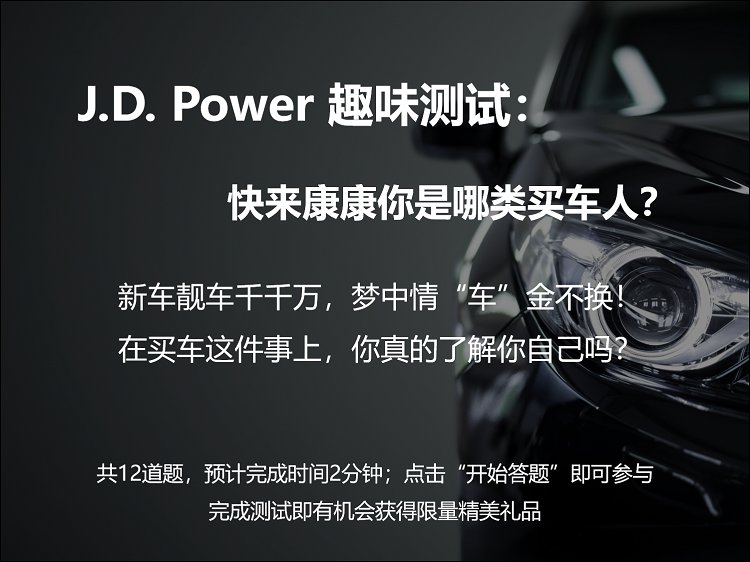 J.D. Power 趣味测试：
快来康康你是哪类买车人？
新车靓车千千万，梦中情“车”金不换！
在买车这件事上，你真的了解你自己吗？
共12道题，预计完成时间2分钟；点击“开始答题”即可参与
完成测试即有机会获得限量精美礼品